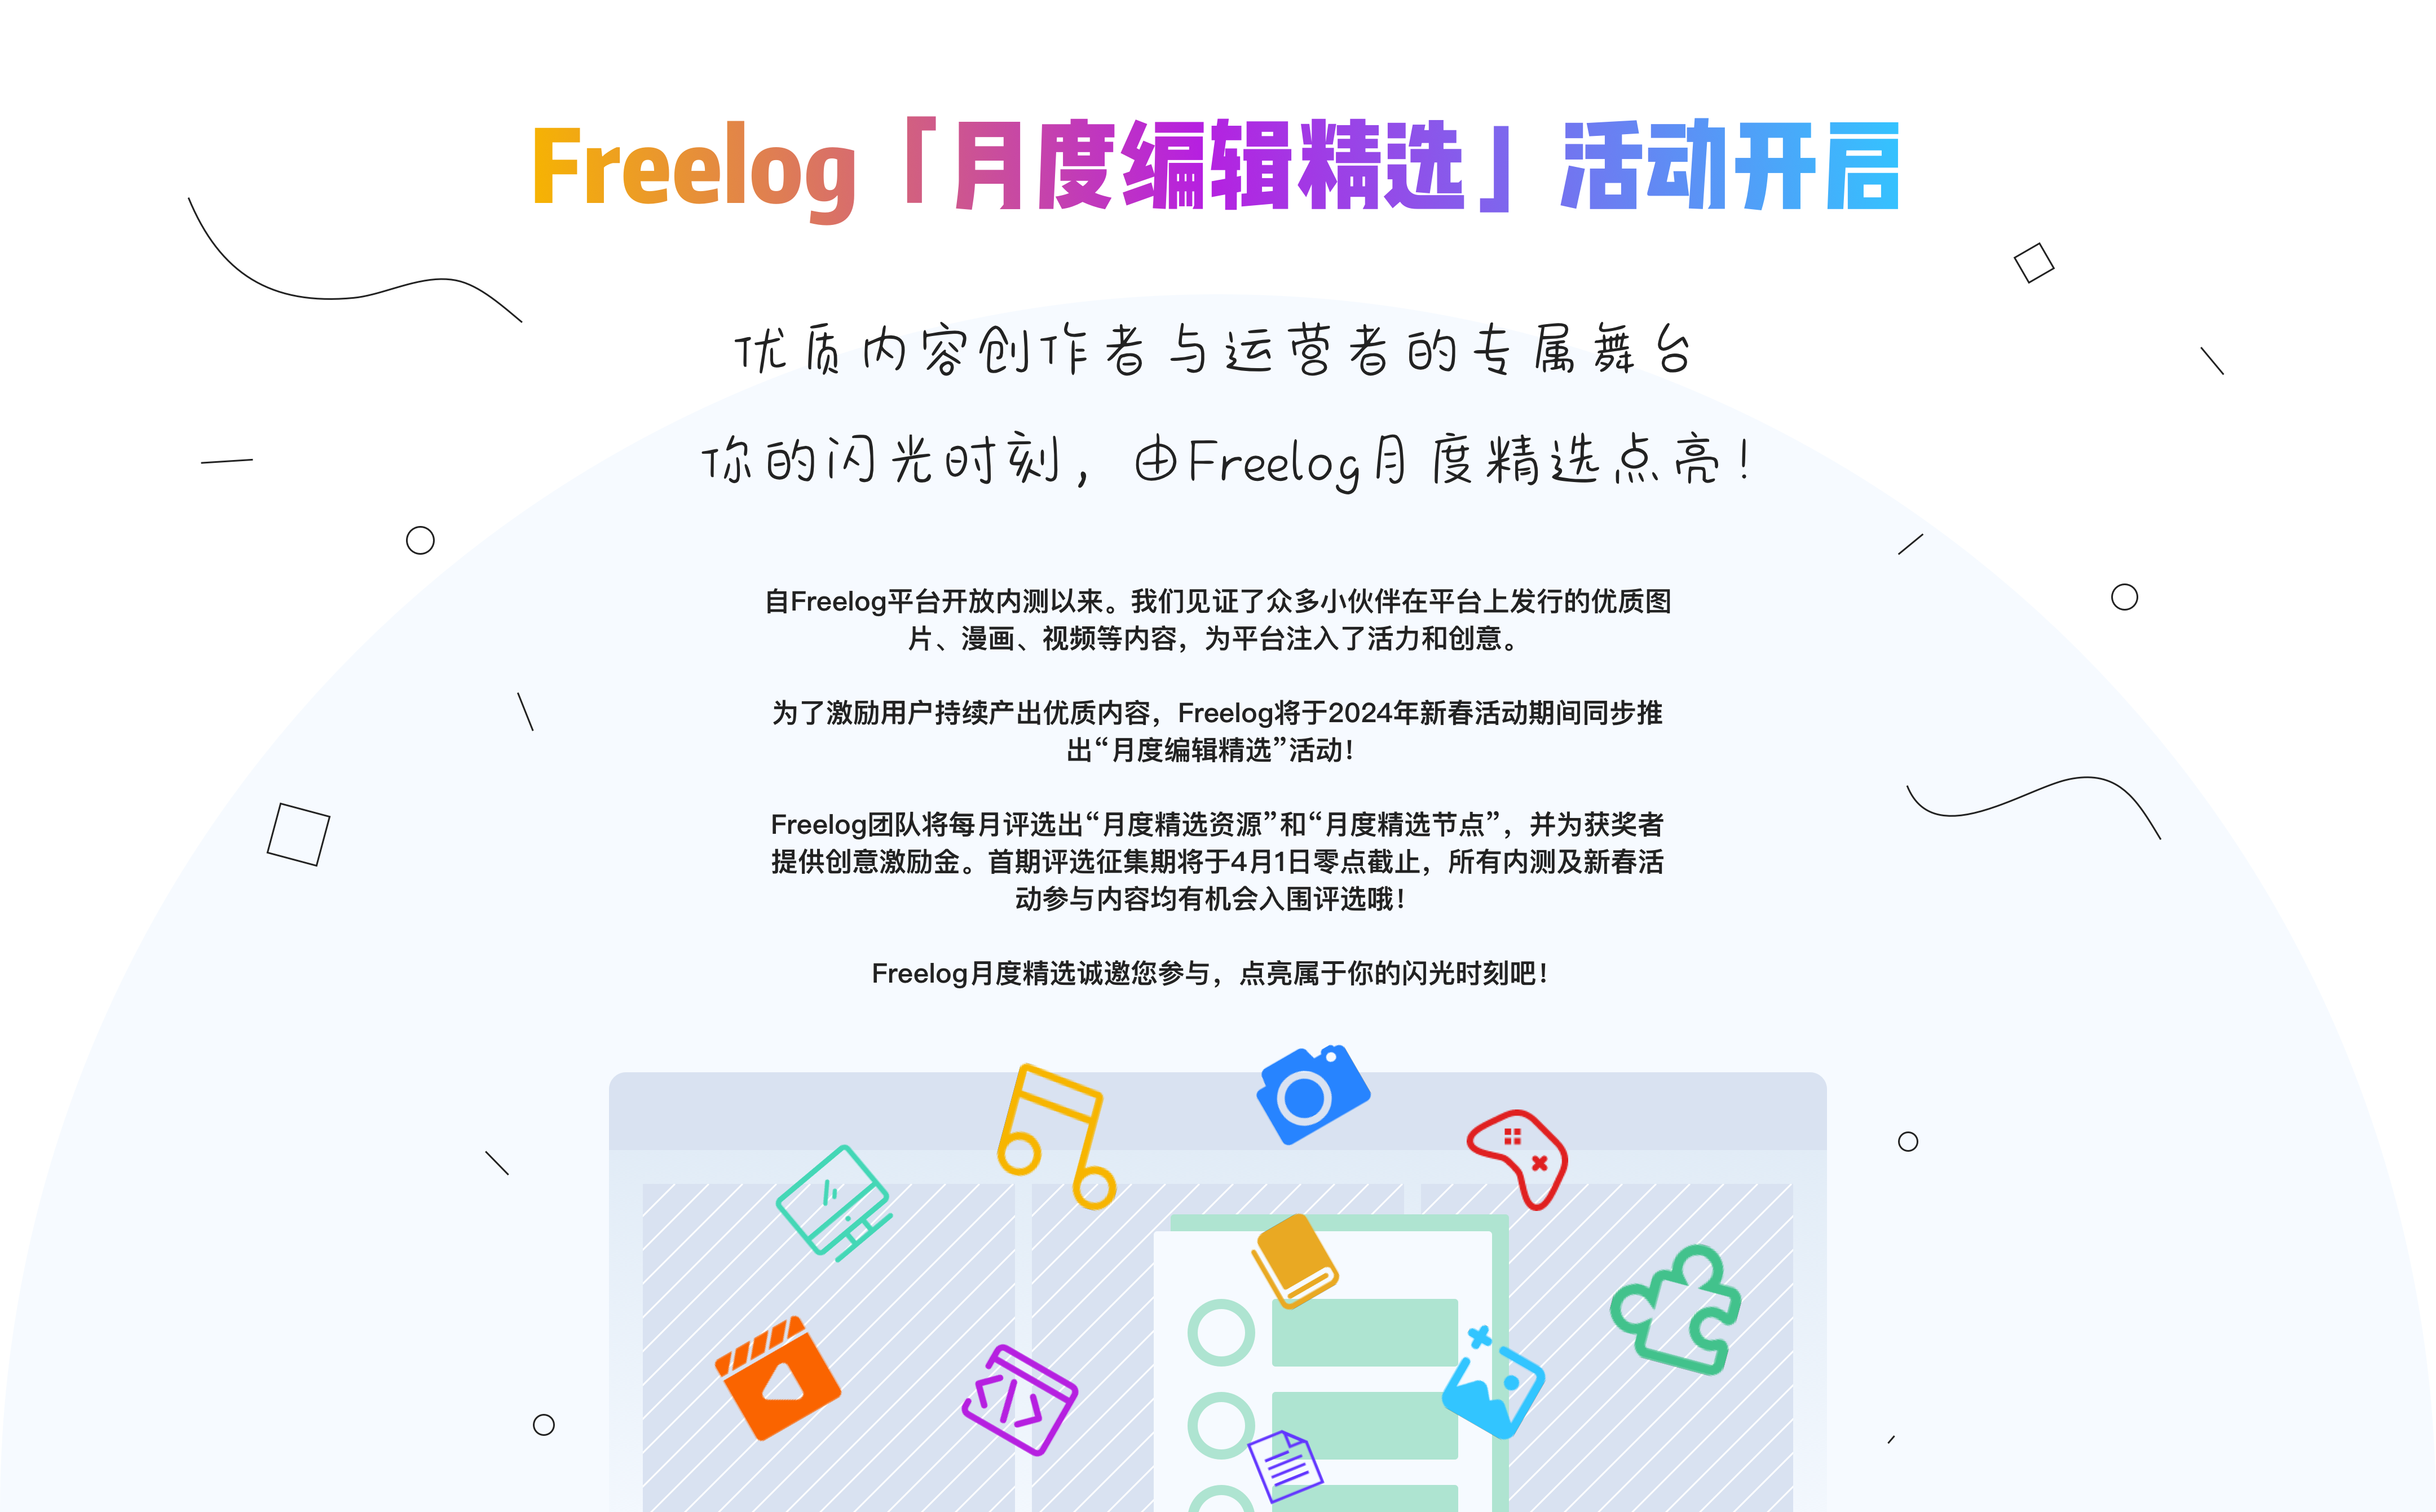 Freelog「月度编辑精选」活动开启
优质内容创作者与运营者的专属舞台
你的闪光时刻，由Freelog月度精选点亮！
自Freelog平台开放内测以来。我们见证了众多小伙伴在平台上发行的优质图
片、漫画、视频等内容，为平台注入了活力和创意。
为了激励用户持续产出优质内容，Freelog将于2024年新春活动期间同步推
出“月度编辑精选”活动！
Freelog团队将每月评选出“月度精选资源”和“月度精选节点”，并为获奖者
提供创意激励金。首期评选征集期将于4月1日零点截止，所有内测及新春活
动参与内容均有机会入围评选哦！
Freelog月度精选诚邀您参与，点亮属于你的闪光时刻吧！